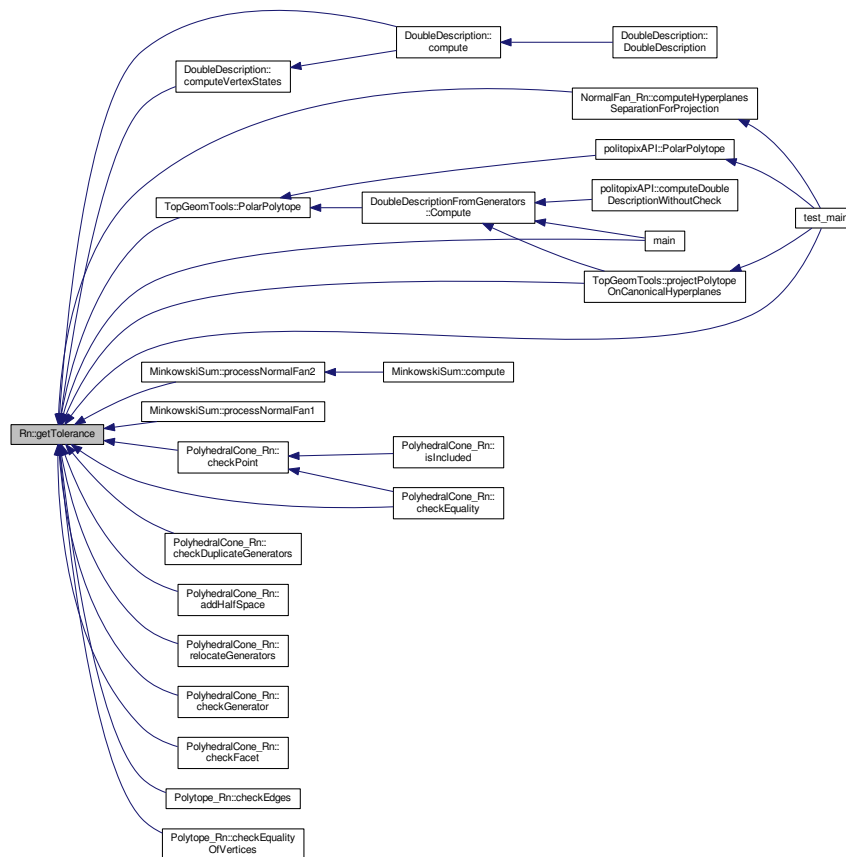 DoubleDescription::
compute
DoubleDescription::
DoubleDescription
DoubleDescription::
computeVertexStates
NormalFan_Rn::computeHyperplanes
SeparationForProjection
politopixAPI::PolarPolytope
politopixAPI::computeDouble
DescriptionWithoutCheck
TopGeomTools::PolarPolytope
DoubleDescriptionFromGenerators
::Compute
test_main
main
TopGeomTools::projectPolytope
OnCanonicalHyperplanes
MinkowskiSum::processNormalFan2
MinkowskiSum::compute
MinkowskiSum::processNormalFan1
Rn::getTolerance
PolyhedralCone_Rn::
checkPoint
PolyhedralCone_Rn::
isIncluded
PolyhedralCone_Rn::
checkEquality
PolyhedralCone_Rn::
checkDuplicateGenerators
PolyhedralCone_Rn::
addHalfSpace
PolyhedralCone_Rn::
relocateGenerators
PolyhedralCone_Rn::
checkGenerator
PolyhedralCone_Rn::
checkFacet
Polytope_Rn::checkEdges
Polytope_Rn::checkEquality
OfVertices